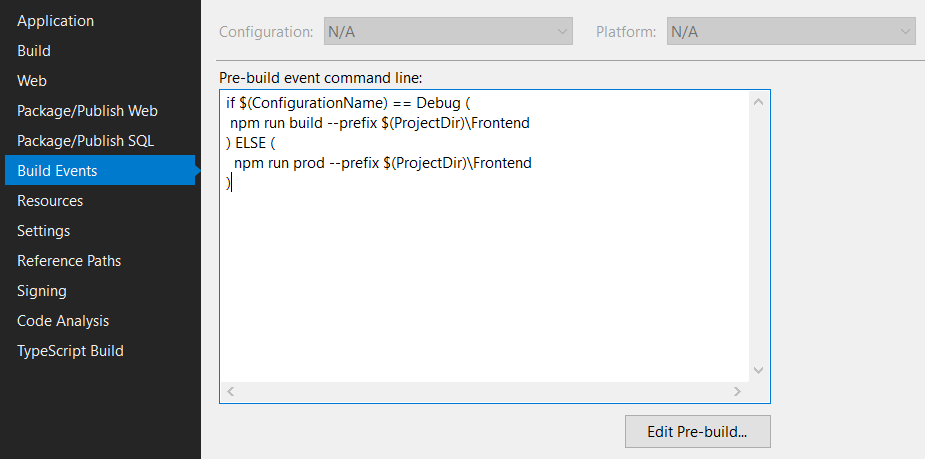 Application
Build
Web
Package/Publish Web
Package/Publish SQL
Build Events
Resources
Settings
Reference Paths
Signing
Code Analysis
TypeScript Build
Configuration: N/A Platform: N/A
Pre-build event command line:
if $(ConfigurationName) == Debug (
 npm run build --prefix $(ProjectDir)\Frontend
) ELSE (
  npm run prod --prefix $(ProjectDir)\Frontend
)
Edit Pre-build...